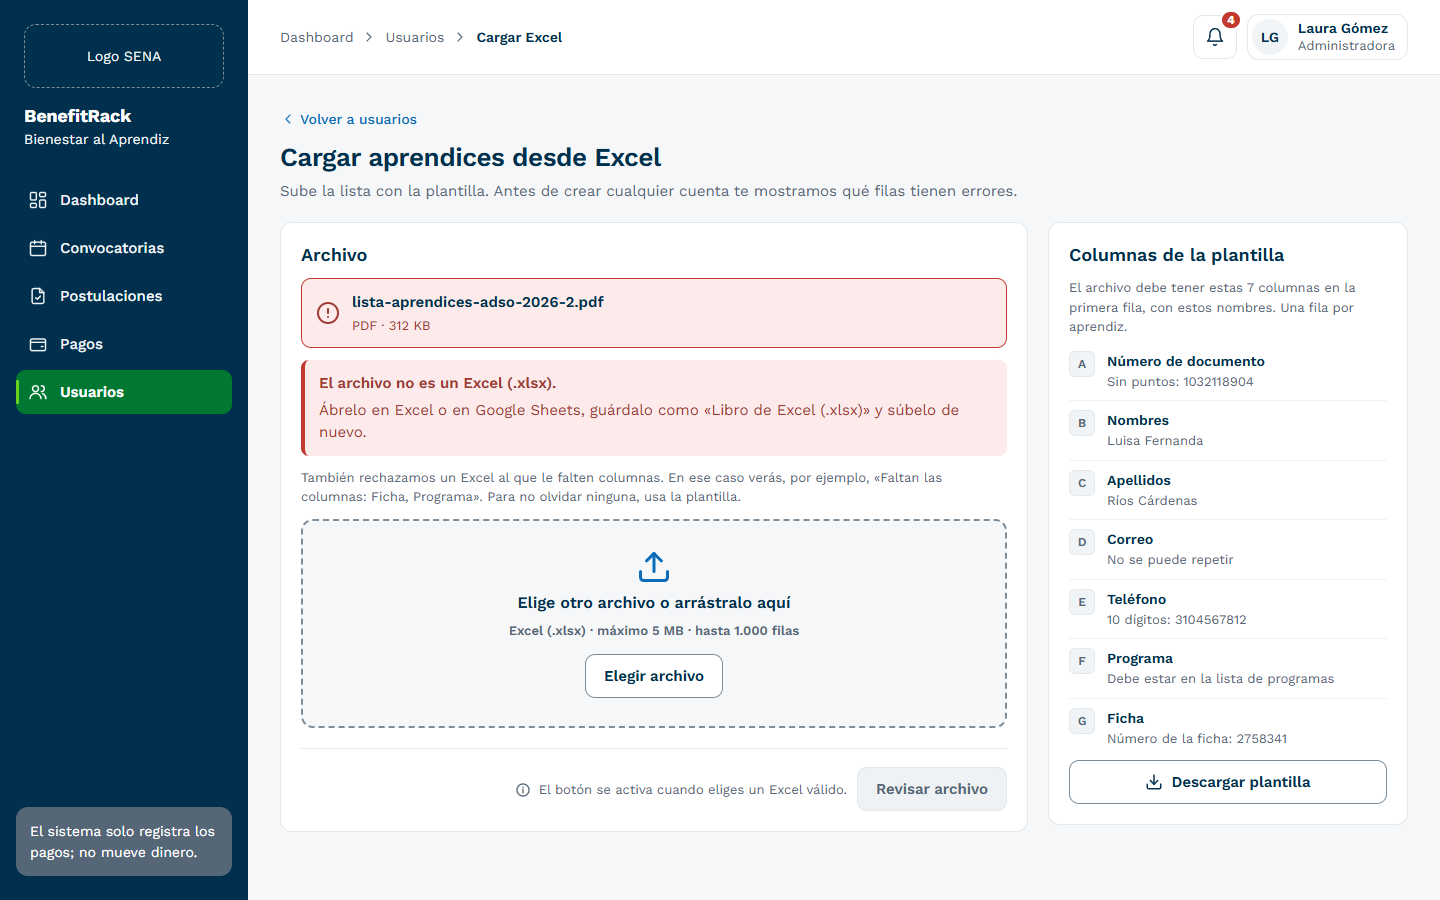 Logo SENA
BenefitRack
Bienestar al Aprendiz
Dashboard
Convocatorias
Postulaciones
Pagos
Usuarios
El sistema solo registra los
pagos; no mueve dinero.
Dashboard > Usuarios > Cargar Excel
4
LG
Laura Gómez
Administradora
Volver a usuarios
Cargar aprendices desde Excel
Sube la lista con la plantilla. Antes de crear cualquier cuenta te mostramos qué filas tienen errores.
Archivo
lista-aprendices-adso-2026-2.pdf
PDF · 312 KB
El archivo no es un Excel (.xlsx).
Ábrelo en Excel o en Google Sheets, guárdalo como «Libro de Excel (.xlsx)» y súbelo de
nuevo.
También rechazamos un Excel al que le falten columnas. En ese caso verás, por ejemplo, «Faltan las
columnas: Ficha, Programa». Para no olvidar ninguna, usa la plantilla.
Elige otro archivo o arrástralo aquí
Excel (.xlsx) · máximo 5 MB · hasta 1.000 filas
Elegir archivo
El botón se activa cuando eliges un Excel válido.
Revisar archivo
Columnas de la plantilla
El archivo debe tener estas 7 columnas en la
primera fila, con estos nombres. Una fila por
aprendiz.
A
Número de documento
Sin puntos: 1032118904
B
Nombres
Luisa Fernanda
C
Apellidos
Ríos Cárdenas
D
Correo
No se puede repetir
E
Teléfono
10 dígitos: 3104567812
F
Programa
Debe estar en la lista de programas
G
Ficha
Número de la ficha: 2758341
Descargar plantilla